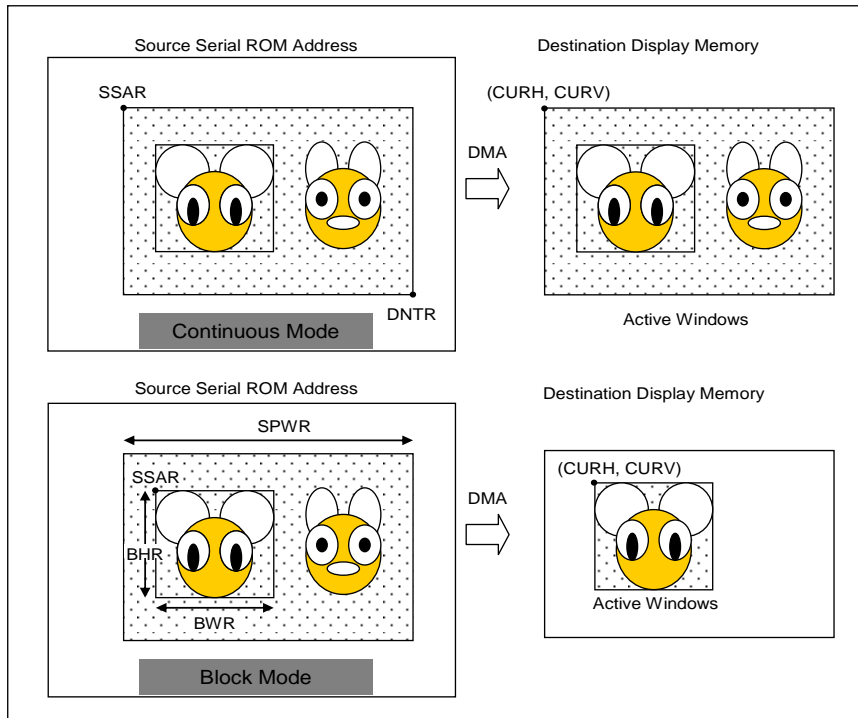 Source Serial ROM Address
Destination Display Memory
SSAR
(CURH, CURV)
DMA
DNTR
Continuous Mode
Active Windows
Source Serial ROM Address
Destination Display Memory
SPWR
SSAR
(CURH, CURV)
DMA
BHR
BWR
Active Windows
Block Mode